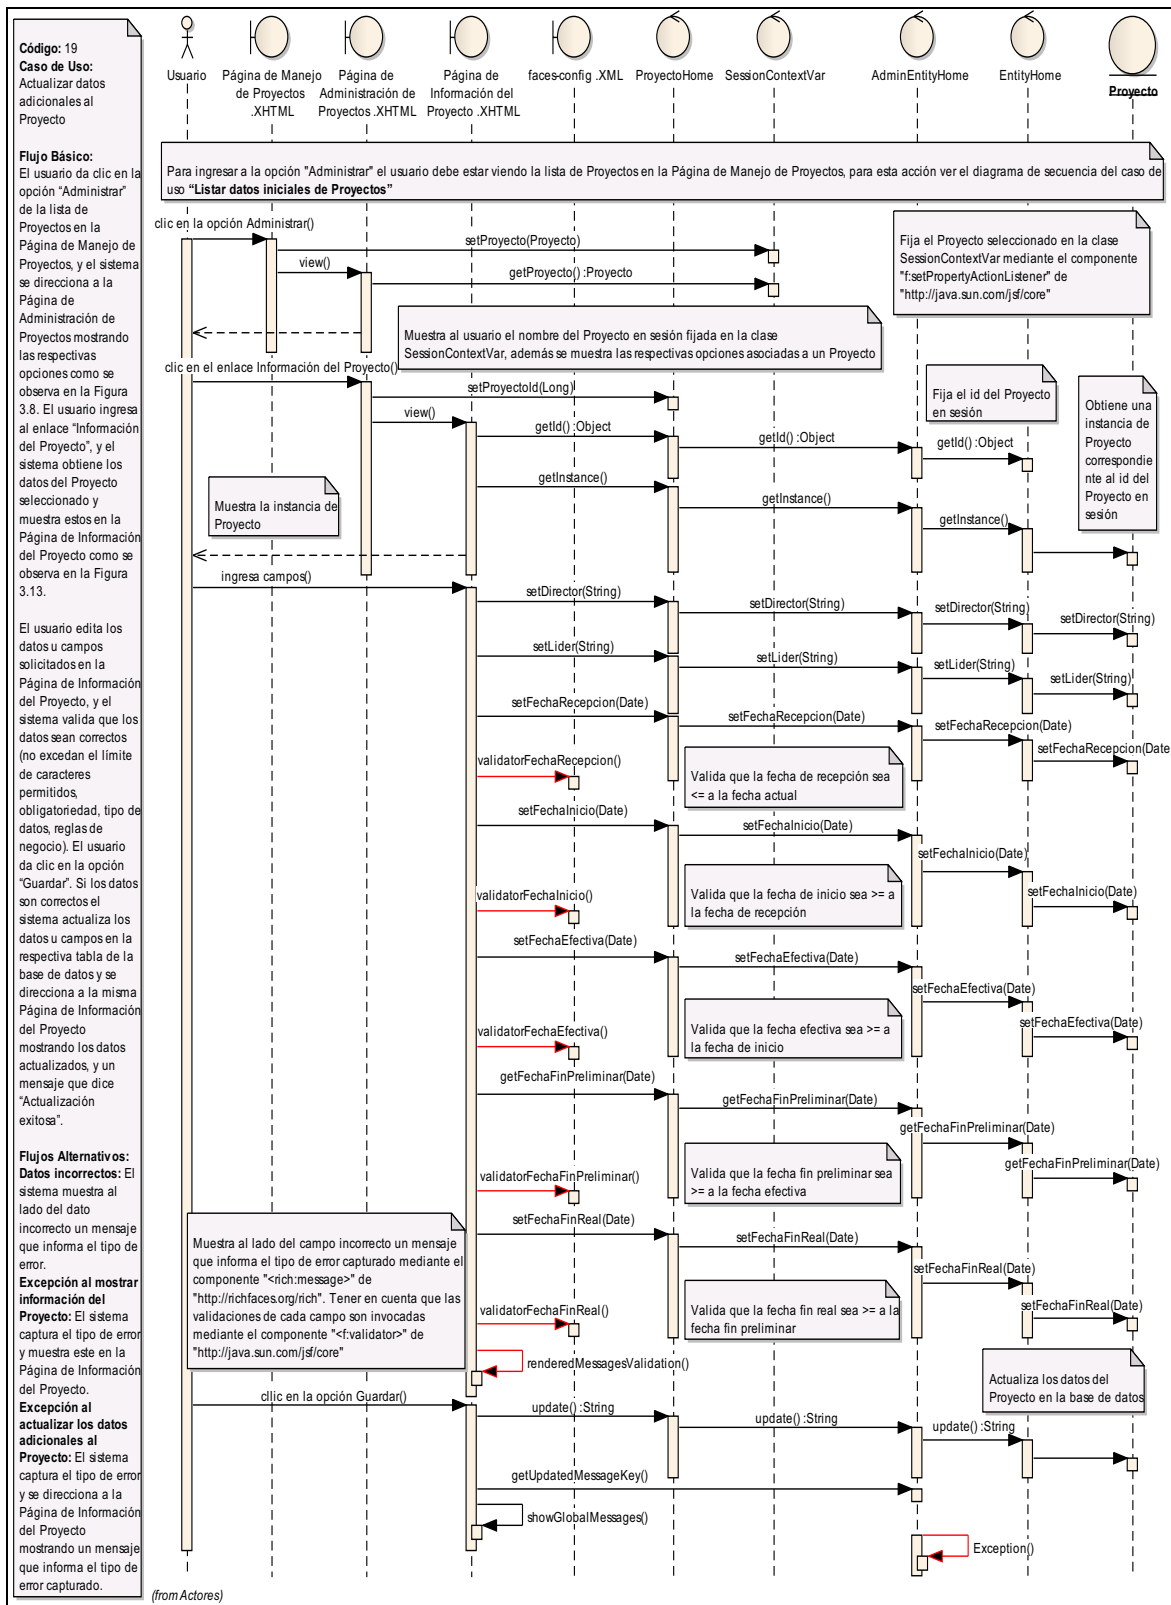 Código: 19
Caso de Uso:
Actualizar datos
adicionales al
Proyecto
Flujo Básico:
El usuario da clic en la
opción “Administrar”
de la lista de
Proyectos en la
Página de Manejo de
Proyectos, y el sistema
se direcciona a la
Página de
Administración de
Proyectos mostrando
las respectivas
opciones como se
observa en la Figura
3.8. El usuario ingresa
al enlace “Información
del Proyecto”, y el
sistema obtiene los
datos del Proyecto
seleccionado y
muestra estos en la
Página de Información
del Proyecto como se
observa en la Figura
3.13.
El usuario edita los
datos u campos
solicitados en la
Página de Información
del Proyecto, y el
sistema valida que los
datos sean correctos
(no excedan el límite
de caracteres
permitidos,
obligatoriedad, tipo de
datos, reglas de
negocio). El usuario
da clic en la opción
“Guardar”. Si los datos
son correctos el
sistema actualiza los
datos u campos en la
respectiva tabla de la
base de datos y se
direcciona a la misma
Página de Información
del Proyecto
mostrando los datos
actualizados, y un
mensaje que dice
“Actualización
exitosa”.
Flujos Alternativos:
Datos incorrectos: El
sistema muestra al
lado del dato
incorrecto un mensaje
que informa el tipo de
error.
Excepción al mostrar
información del
Proyecto: El sistema
captura el tipo de error
y muestra este en la
Página de Información
del Proyecto.
Excepción al
actualizar los datos
adicionales al
Proyecto: El sistema
captura el tipo de error
y se direcciona a la
Página de Información
del Proyecto
mostrando un mensaje
que informa el tipo de
error capturado.
Usuario
Página de Manejo
de Proyectos
.XHTML
Página de
Administración de
Proyectos .XHTML
Página de
Información del
Proyecto .XHTML
faces-config .XML
ProyectoHome
SessionContextVar
AdminEntityHome
EntityHome
Proyecto
Para ingresar a la opción "Administrar" el usuario debe estar viendo la lista de Proyectos en la Página de Manejo de Proyectos, para esta acción ver el diagrama de secuencia del caso de
uso “Listar datos iniciales de Proyectos”
clic en la opción Administrar()
setProyecto(Proyecto)
view()
getProyecto() :Proyecto
Fija el Proyecto seleccionado en la clase
SessionContextVar mediante el componente
"f:setPropertyActionListener" de
"http://java.sun.com/jsf/core"
Muestra al usuario el nombre del Proyecto en sesión fijada en la clase
SessionContextVar, además se muestra las respectivas opciones asociadas a un Proyecto
clic en el enlace Información del Proyecto()
setProyectoId(Long)
Fija el id del Proyecto
en sesión
view()
getId() :Object
getId() :Object
getId() :Object
Obtiene una
instancia de
Proyecto
correspondie
nte al id del
Proyecto en
sesión
Muestra la instancia de
Proyecto
getInstance()
getInstance()
getInstance()
ingresa campos()
setDirector(String)
setDirector(String)
setDirector(String)
setDirector(String)
setLider(String)
setLider(String)
setLider(String)
setLider(String)
setFechaRecepcion(Date)
setFechaRecepcion(Date)
setFechaRecepcion(Date)
setFechaRecepcion(Date)
validatorFechaRecepcion()
Valida que la fecha de recepción sea
<= a la fecha actual
setFechaInicio(Date)
setFechaInicio(Date)
setFechaInicio(Date)
setFechaInicio(Date)
validatorFechaInicio()
Valida que la fecha de inicio sea >= a
la fecha de recepción
setFechaEfectiva(Date)
setFechaEfectiva(Date)
setFechaEfectiva(Date)
setFechaEfectiva(Date)
validatorFechaEfectiva()
Valida que la fecha efectiva sea >= a
la fecha de inicio
getFechaFinPreliminar(Date)
getFechaFinPreliminar(Date)
getFechaFinPreliminar(Date)
getFechaFinPreliminar(Date)
validatorFechaFinPreliminar()
Valida que la fecha fin preliminar sea
>= a la fecha efectiva
setFechaFinReal(Date)
setFechaFinReal(Date)
setFechaFinReal(Date)
setFechaFinReal(Date)
validatorFechaFinReal()
Valida que la fecha fin real sea >= a la
fecha fin preliminar
Muestra al lado del campo incorrecto un mensaje
que informa el tipo de error capturado mediante el
componente "<rich:message>" de
"http://richfaces.org/rich". Tener en cuenta que las
validaciones de cada campo son invocadas
mediante el componente "<f:validator>" de
"http://java.sun.com/jsf/core"
renderedMessagesValidation()
Actualiza los datos del
Proyecto en la base de datos
cllic en la opción Guardar()
update() :String
update() :String
update() :String
getUpdatedMessageKey()
showGlobalMessages()
Exception()
(from Actores)